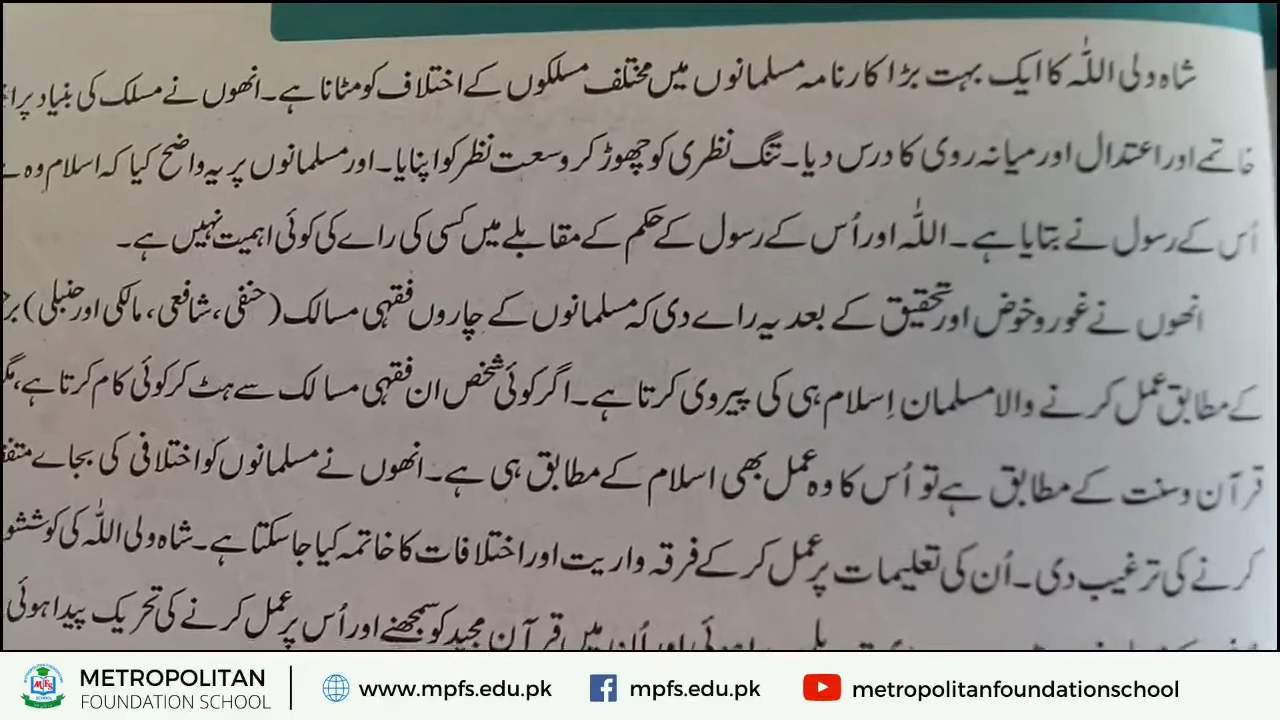 شاہ ولی اللہ کا ایک بہت بڑا کارنامہ مسلمانوں میں مختلف مسلکوں کے اختلاف کو مٹانا ہے۔ انھوں نے مسلک کی بنیاد پر
خاتمے اور اعتدال اور میانہ روی کا درس دیا۔ تنگ نظری کو چھوڑ کر وسعت نظر کو اپنایا۔ اور مسلمانوں پر یہ واضح کیا کہ اسلام وہ
اُس کے رسول نے بتایا ہے۔ اللہ اور اُس کے رسول کے حکم کے مقابلے میں کسی کی راے کی کوئی اہمیت نہیں ہے۔
انھوں نے غور و خوض اور تحقیق کے بعد یہ راے دی کہ مسلمانوں کے چاروں فقہی مسالک (حنفی، شافعی، مالکی اور حنبلی)
کے مطابق عمل کرنے والا مسلمان اِسلام ہی کی پیروی کرتا ہے۔ اگر کوئی شخص ان فقہی مسالک سے ہٹ کر کوئی کام کرتا ہے،
قرآن و سنت کے مطابق ہے تو اُس کا وہ عمل بھی اسلام کے مطابق ہی ہے۔ انھوں نے مسلمانوں کو اختلافی کی بجاے
کرنے کی ترغیب دی۔ اُن کی تعلیمات پر عمل کر کے فرقہ واریت اور اختلافات کا خاتمہ کیا جا سکتا ہے۔ شاہ ولی اللہ کی
اور اُن میں قرآن مجید کو سمجھنے اور اُس پر عمل کرنے کی تحریک پیدا ہوئی
METROPOLITAN
FOUNDATION SCHOOL
www.mpfs.edu.pk
mpfs.edu.pk
metropolitanfoundationschool